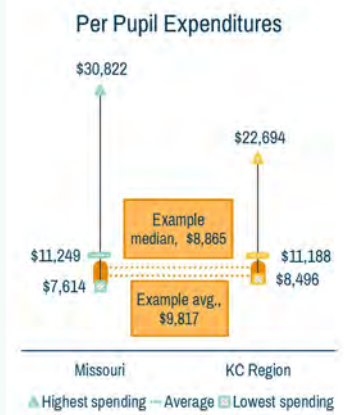 Per Pupil Expenditures
$30,822
$22,694
Example
median, $8,865
$11,249
$11,188
$7,614
$8,496
Example avg.,
$9,817
Missouri
KC Region
Highest spending
Average
Lowest spending